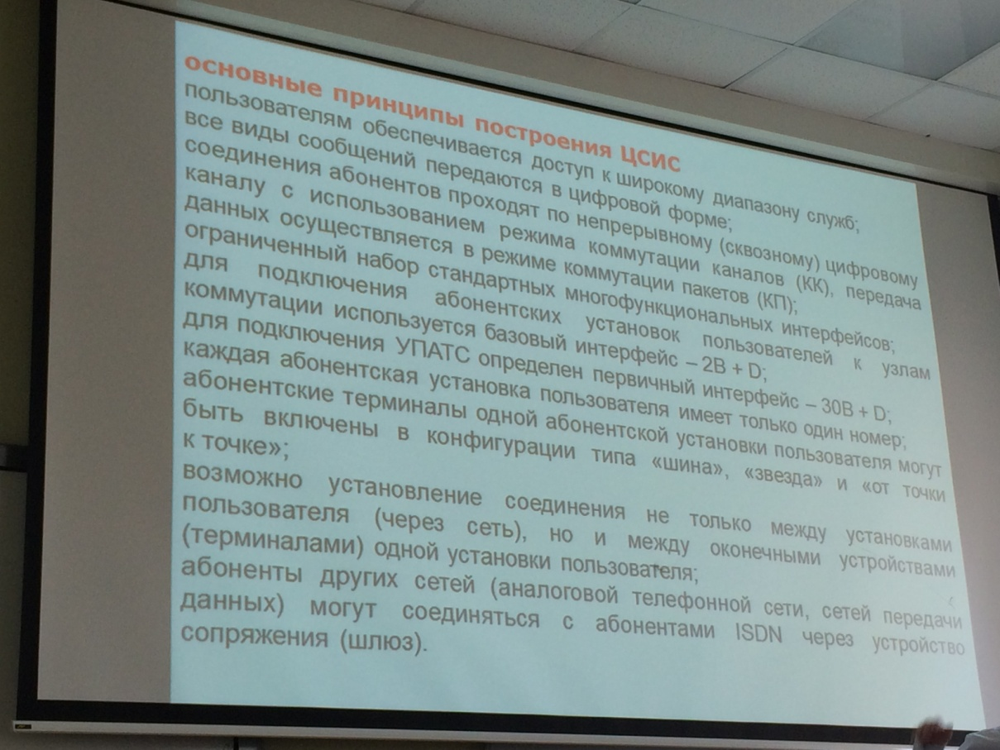 основные принципы построения ЦСИС
пользователям обеспечивается доступ к широкому диапазону служб;
все виды сообщений передаются в цифровой форме;
соединения абонентов проходят по непрерывному (сквозному) цифровому
каналу с использованием режима коммутации каналов (КК), передача
данных осуществляется в режиме коммутации пакетов (КП);
ограниченный набор стандартных многофункциональных интерфейсов;
для подключения абонентских установок пользователей к узлам
коммутации используется базовый интерфейс – 2B + D;
для подключения УПАТС определен первичный интерфейс – 30B + D;
каждая абонентская установка пользователя имеет только один номер;
абонентские терминалы одной абонентской установки пользователя могут
быть включены в конфигурации типа «шина», «звезда» и «от точки
к точке»;
возможно установление соединения не только между установками
пользователя (через сеть), но и между оконечными устройствами
(терминалами) одной установки пользователя;
абоненты других сетей (аналоговой телефонной сети, сетей передачи
данных) могут соединяться с абонентами ISDN через устройство
сопряжения (шлюз).